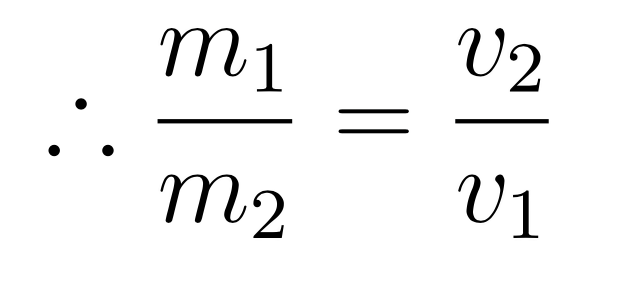 ∴ m₁/m₂ = v₂/v₁